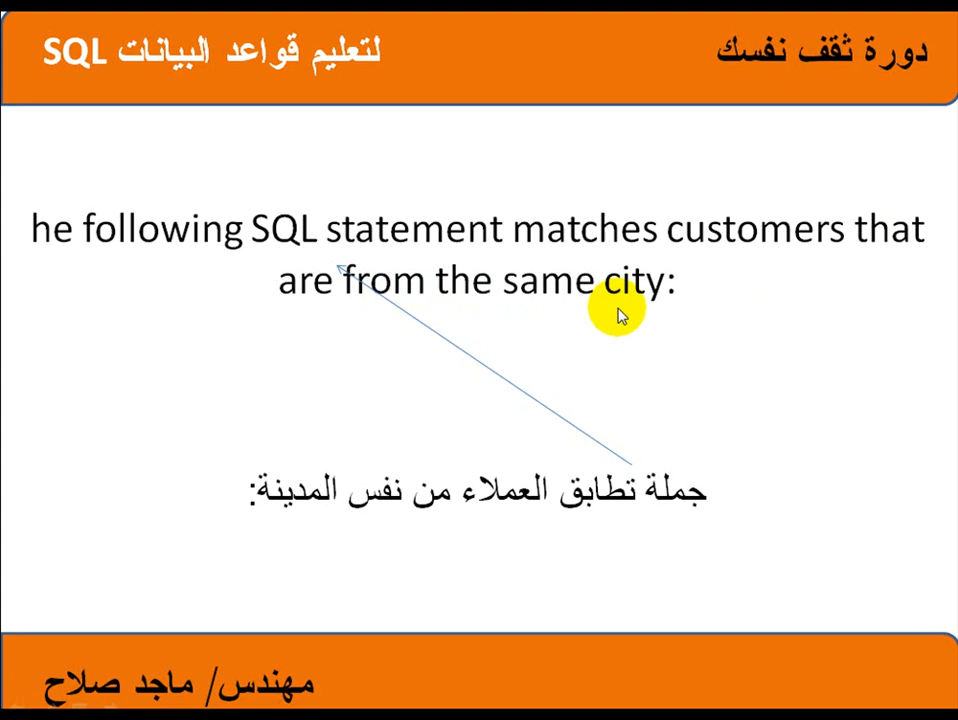 دورة ثقف نفسك
لتعليم قواعد البيانات SQL
he following SQL statement matches customers that
are from the same city:
جملة تطابق العملاء من نفس المدينة:
مهندس/ ماجد صلاح